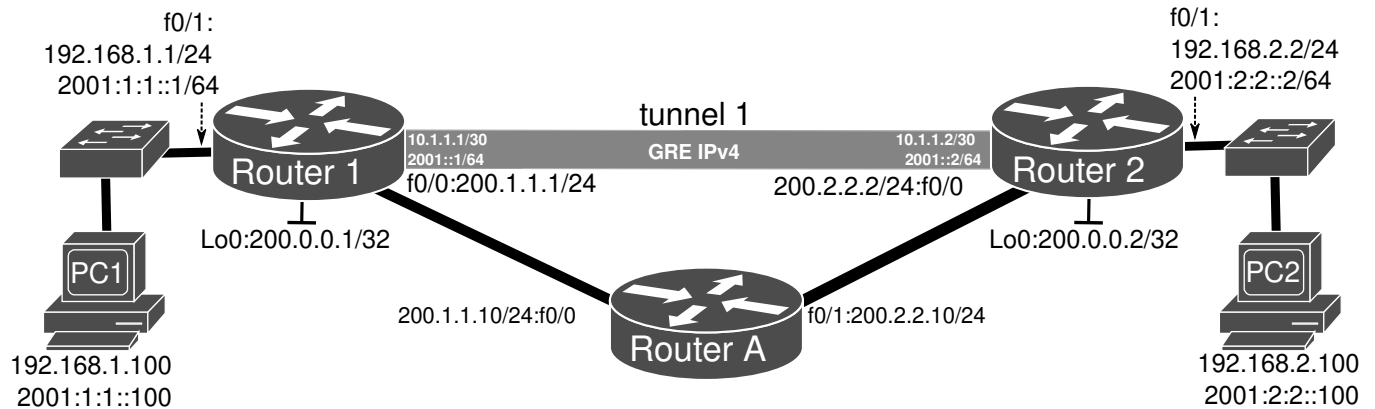 f0/1:
192.168.1.1/24
2001:1:1::1/64
f0/1:
192.168.2.2/24
2001:2:2::2/64
tunnel 1
10.1.1.1/30
2001::1/64
GRE IPv4
10.1.1.2/30
2001::2/64
Router 1
Router 2
f0/0:200.1.1.1/24
200.2.2.2/24:f0/0
Lo0:200.0.0.1/32
Lo0:200.0.0.2/32
PC1
PC2
200.1.1.10/24:f0/0
f0/1:200.2.2.10/24
Router A
192.168.1.100
2001:1:1::100
192.168.2.100
2001:2:2::100